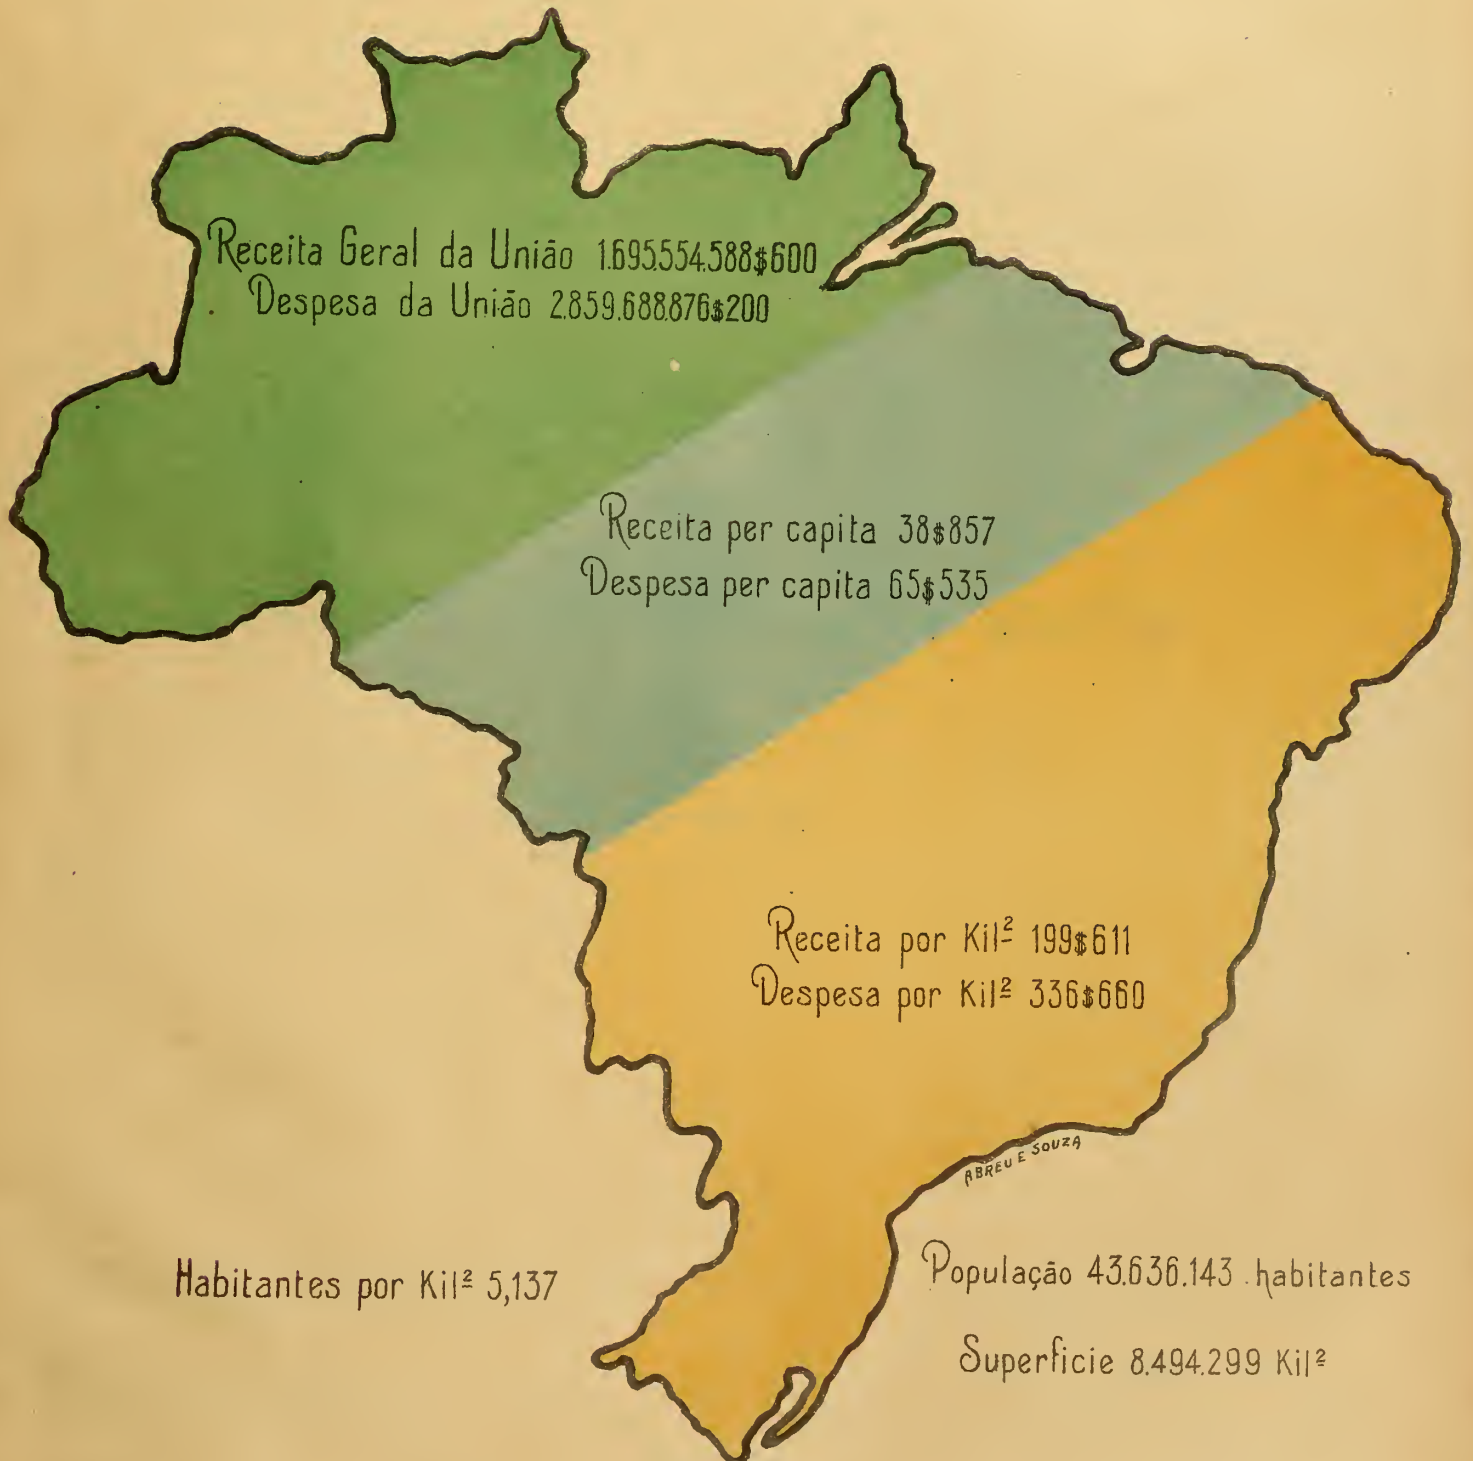 Receita Geral da União 1.695.554.588$600
Despesa da União 2.859.688.876$200
Receita per capita 38$857
Despesa per capita 65$535
Receita por Kil² 199$611
Despesa por Kil² 336$660
ABREU E SOUZA
Habitantes por Kil² 5,137
População 43.636.143 habitantes
Superficie 8.494.299 Kil²